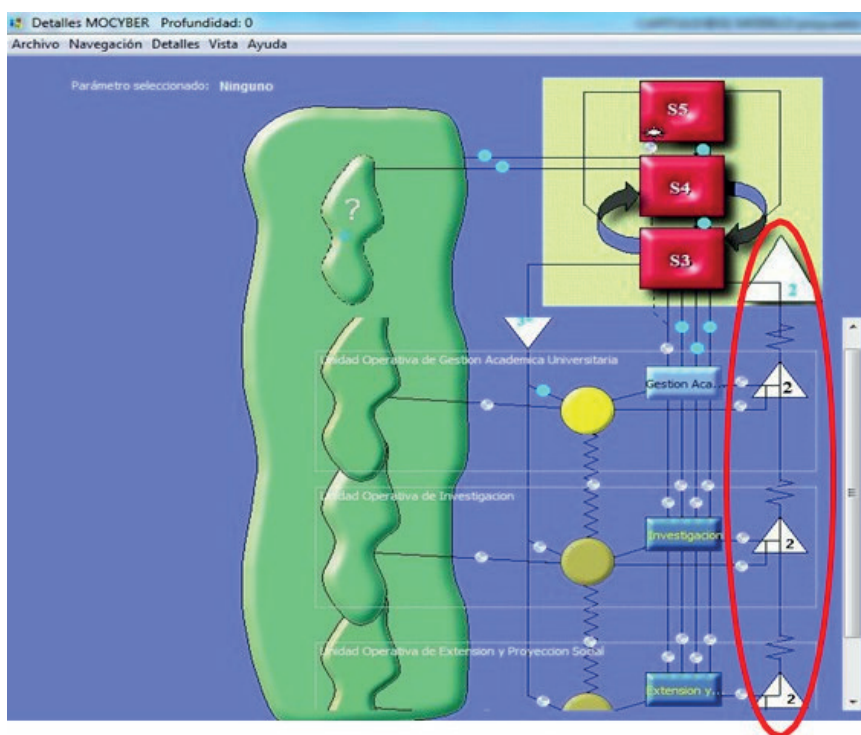 Detalles MOCYBER Profundidad: 0
Archivo Navegación Detalles Vista Ayuda
Parámetro seleccionado: Ninguno
S5
S4
?
S3
2
3*
Unidad Operativa de Gestion Academica Universitaria
Gestion Aca...
2
Unidad Operativa de Investigacion
Investigacion
2
Unidad Operativa de Extension y Proyeccion Social
Extension y...
2